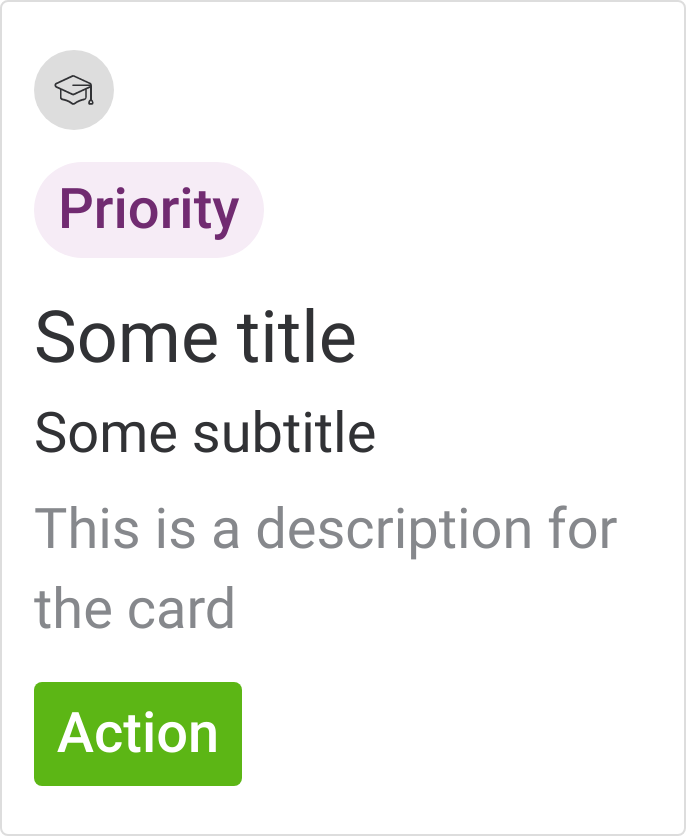 Priority
Some title
Some subtitle
This is a description for
the card
Action